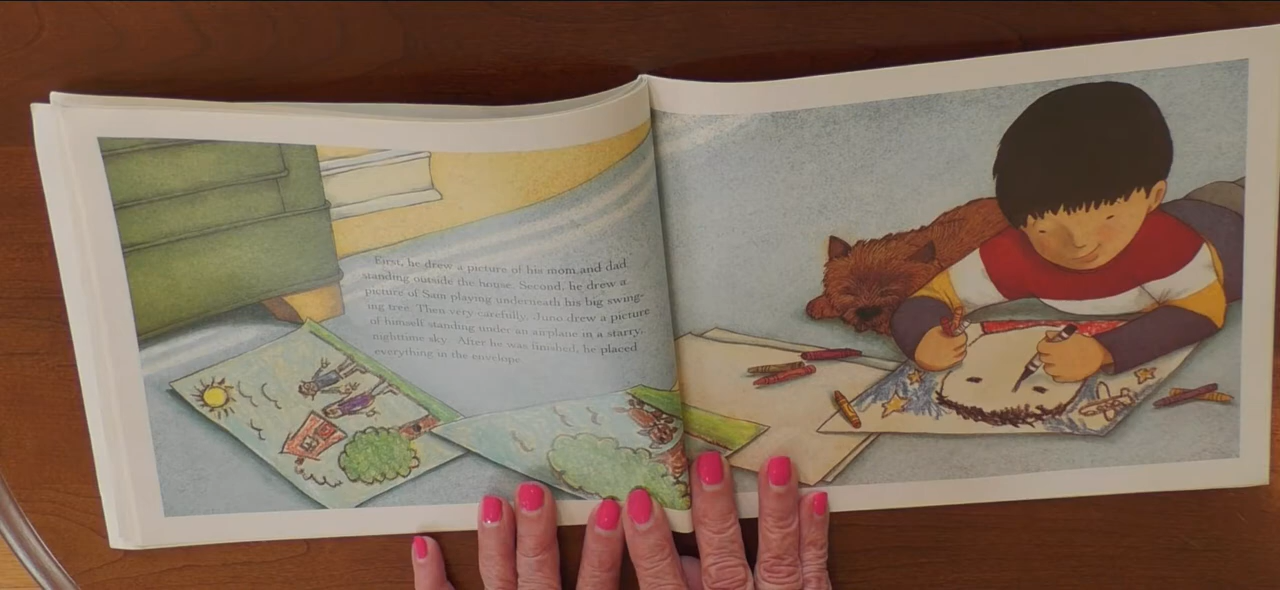 First, he drew a picture of his mom and dad
standing outside the house. Second, he drew a
picture of Sam playing underneath his big swing-
ing tree. Then very carefully, Juno drew a picture
of himself standing under an airplane in a starry,
nighttime sky. After he was finished, he placed
everything in the envelope.